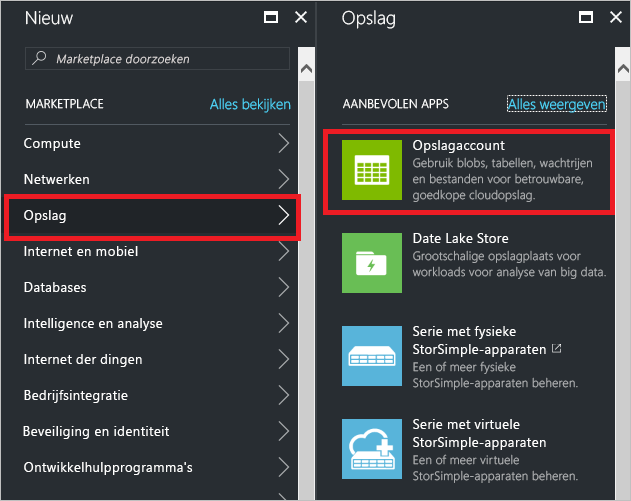 Nieuw
Marketplace doorzoeken
MARKETPLACE
Alles bekijken
Compute
Netwerken
Opslag
Internet en mobiel
Databases
Intelligence en analyse
Internet der dingen
Bedrijfsintegratie
Beveiliging en identiteit
Ontwikkelhulpprogramma's
Opslag
AANBEVOLEN APPS
Alles weergeven
Opslagaccount
Gebruik blobs, tabellen, wachtrijen
en bestanden voor betrouwbare,
goedkope cloudopslag.
Date Lake Store
Grootschalige opslagplaats voor
workloads voor analyse van big data.
Serie met fysieke
StorSimple-apparaten
Een of meer fysieke
StorSimple-apparaten beheren.
Serie met virtuele
StorSimple-apparaten
Een of meer virtuele
StorSimple-apparaten beheren.